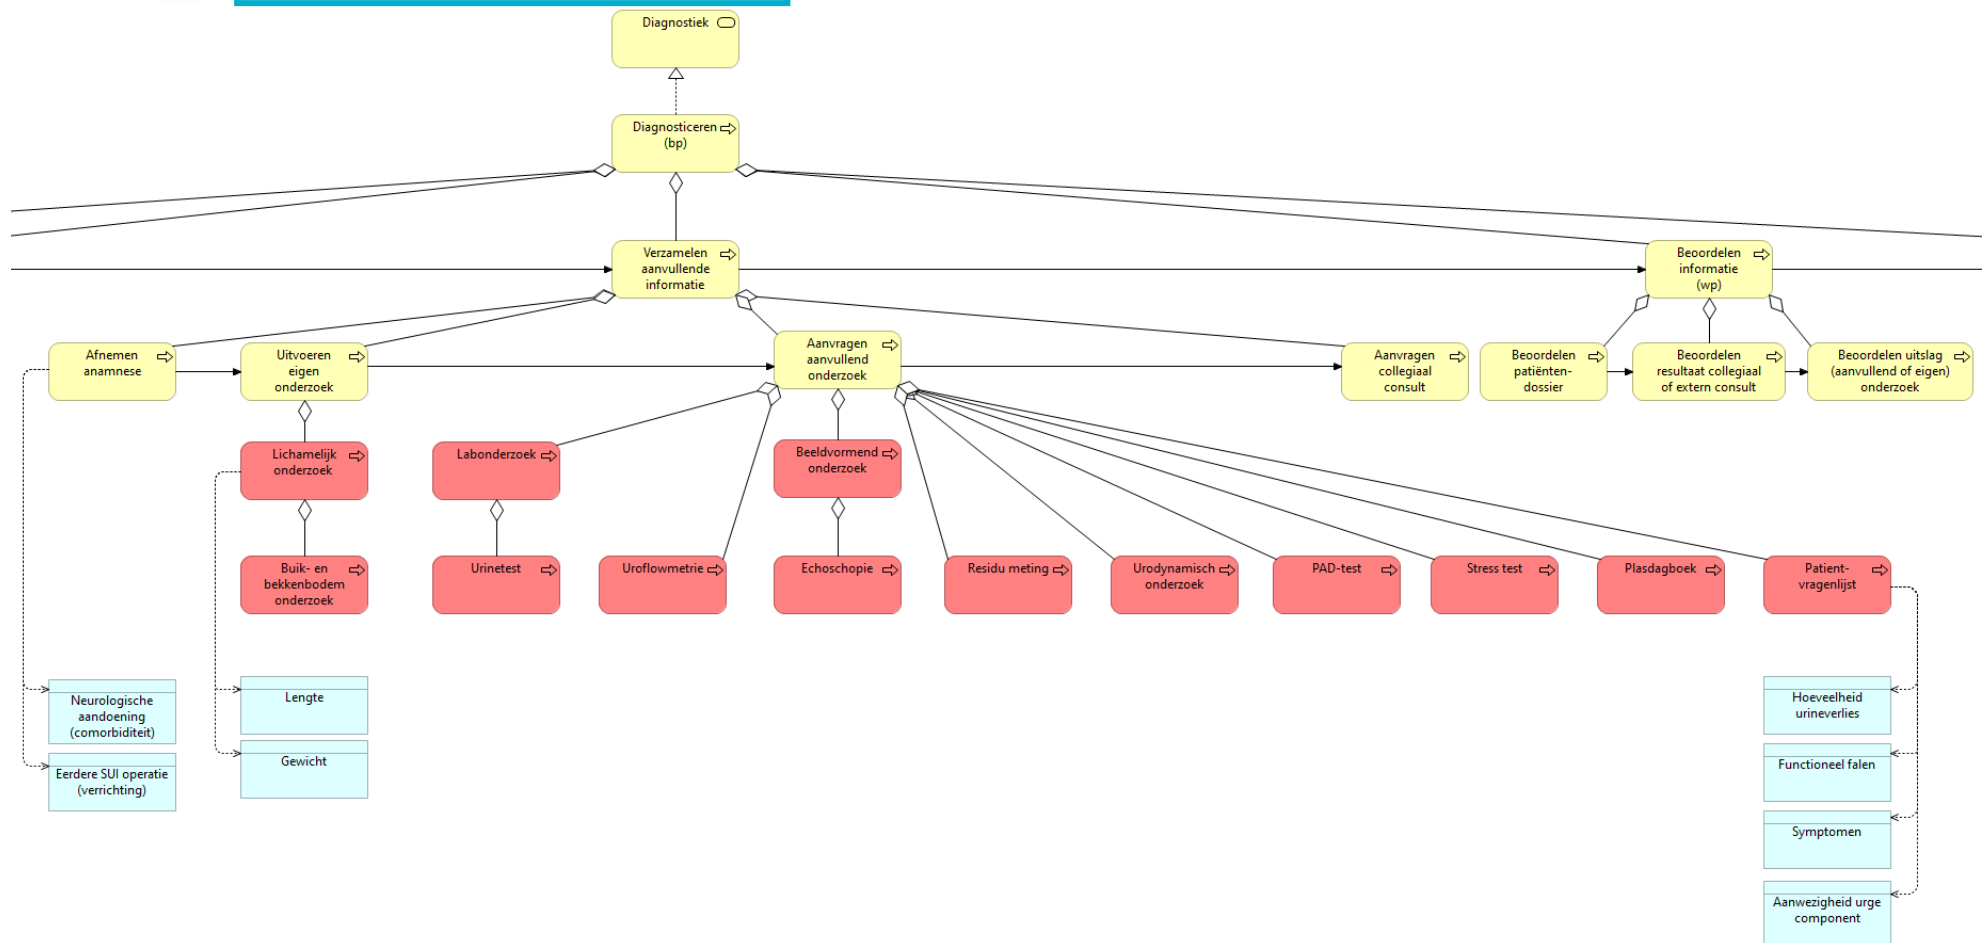 Diagnostiek
Diagnosticeren
(bp)
Verzamelen
aanvullende
informatie
Beoordelen
informatie
(wp)
Afnemen
anamnese
Uitvoeren
eigen
onderzoek
Aanvragen
aanvullend
onderzoek
Aanvragen
collegiaal
consult
Beoordelen
patiënten-
dossier
Beoordelen
resultaat collegiaal
of extern consult
Beoordelen uitslag
(aanvullend of eigen)
onderzoek
Lichamelijk
onderzoek
Labonderzoek
Beeldvormend
onderzoek
Buik- en
bekkenbodem
onderzoek
Urinetest
Uroflowmetrie
Echoschopie
Residu meting
Urodynamisch
onderzoek
PAD-test
Stress test
Plasdagboek
Patient-
vragenlijst
Neurologische
aandoening
(comorbiditeit)
Lengte
Hoeveelheid
urineverlies
Eerdere SUI operatie
(verrichting)
Gewicht
Functioneel falen
Symptomen
Aanwezigheid urge
component